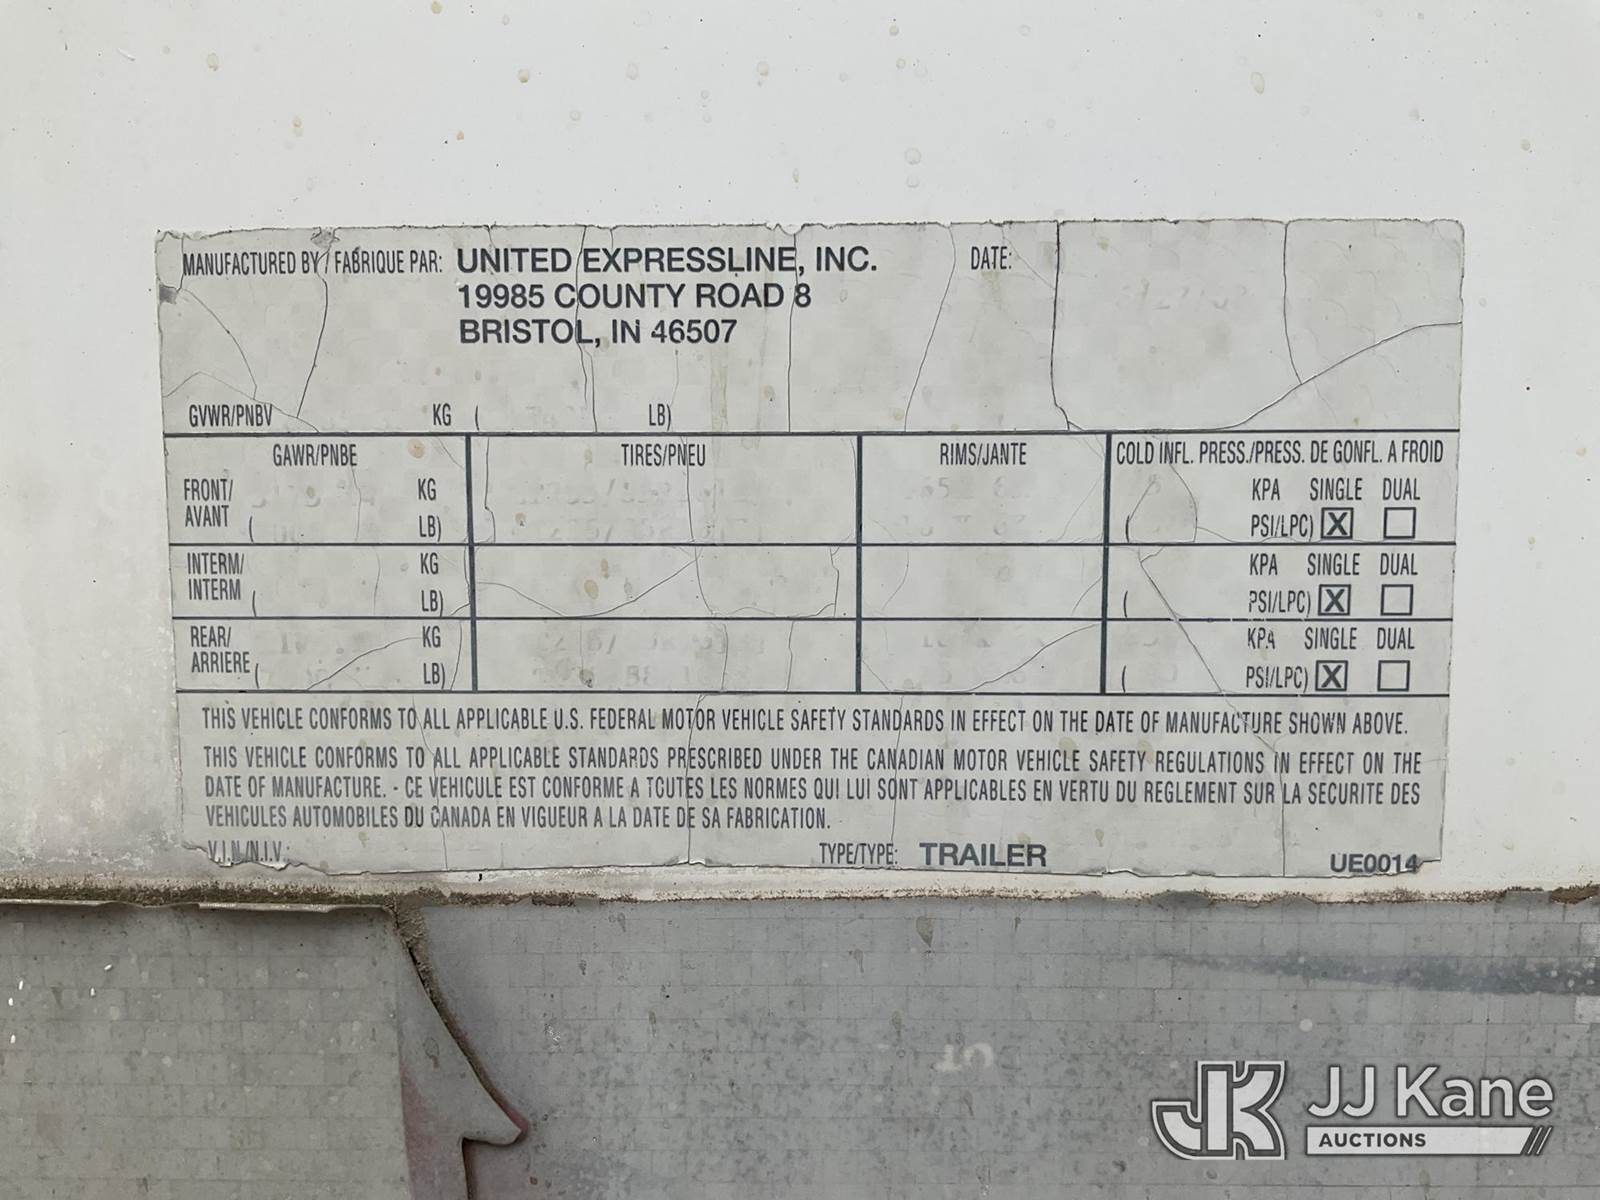 MANUFACTURED BY / FABRIQUE PAR: UNITED EXPRESSLINE, INC. DATE:
19985 COUNTY ROAD 8
BRISTOL, IN 46507
GVWR/PNBV KG ( LB)
GAWR/PNBE TIRES/PNEU RIMS/JANTE COLD INFL. PRESS./PRESS. DE GONFL. A FROID
FRONT/ KG KPA SINGLE DUAL
AVANT ( LB) ( PSI/LPC) X
INTERM/ KG KPA SINGLE DUAL
INTERM ( LB) ( PSI/LPC) X
REAR/ KG KPA SINGLE DUAL
ARRIERE ( LB) ( PSI/LPC) X
THIS VEHICLE CONFORMS TO ALL APPLICABLE U.S. FEDERAL MOTOR VEHICLE SAFETY STANDARDS IN EFFECT ON THE DATE OF MANUFACTURE SHOWN ABOVE.
THIS VEHICLE CONFORMS TO ALL APPLICABLE STANDARDS PRESCRIBED UNDER THE CANADIAN MOTOR VEHICLE SAFETY REGULATIONS IN EFFECT ON THE
DATE OF MANUFACTURE. - CE VEHICULE EST CONFORME A TOUTES LES NORMES QUI LUI SONT APPLICABLES EN VERTU DU REGLEMENT SUR LA SECURITE DES
VEHICULES AUTOMOBILES DU CANADA EN VIGUEUR A LA DATE DE SA FABRICATION.
V.I.N./N.I.V.: TYPE/TYPE: TRAILER UE0014
JK JJ Kane
AUCTIONS